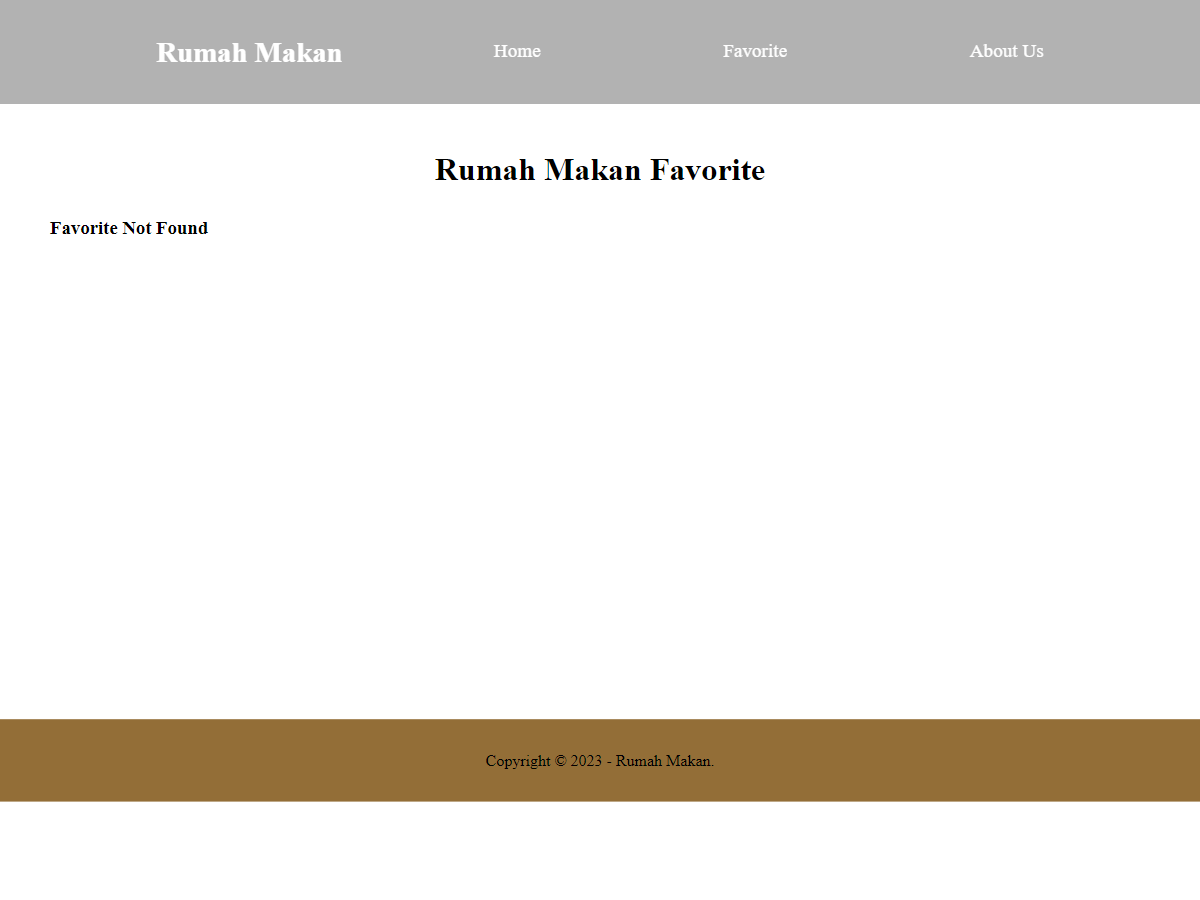 Rumah Makan Home Favorite About Us
Rumah Makan Favorite
Favorite Not Found
Copyright © 2023 - Rumah Makan.